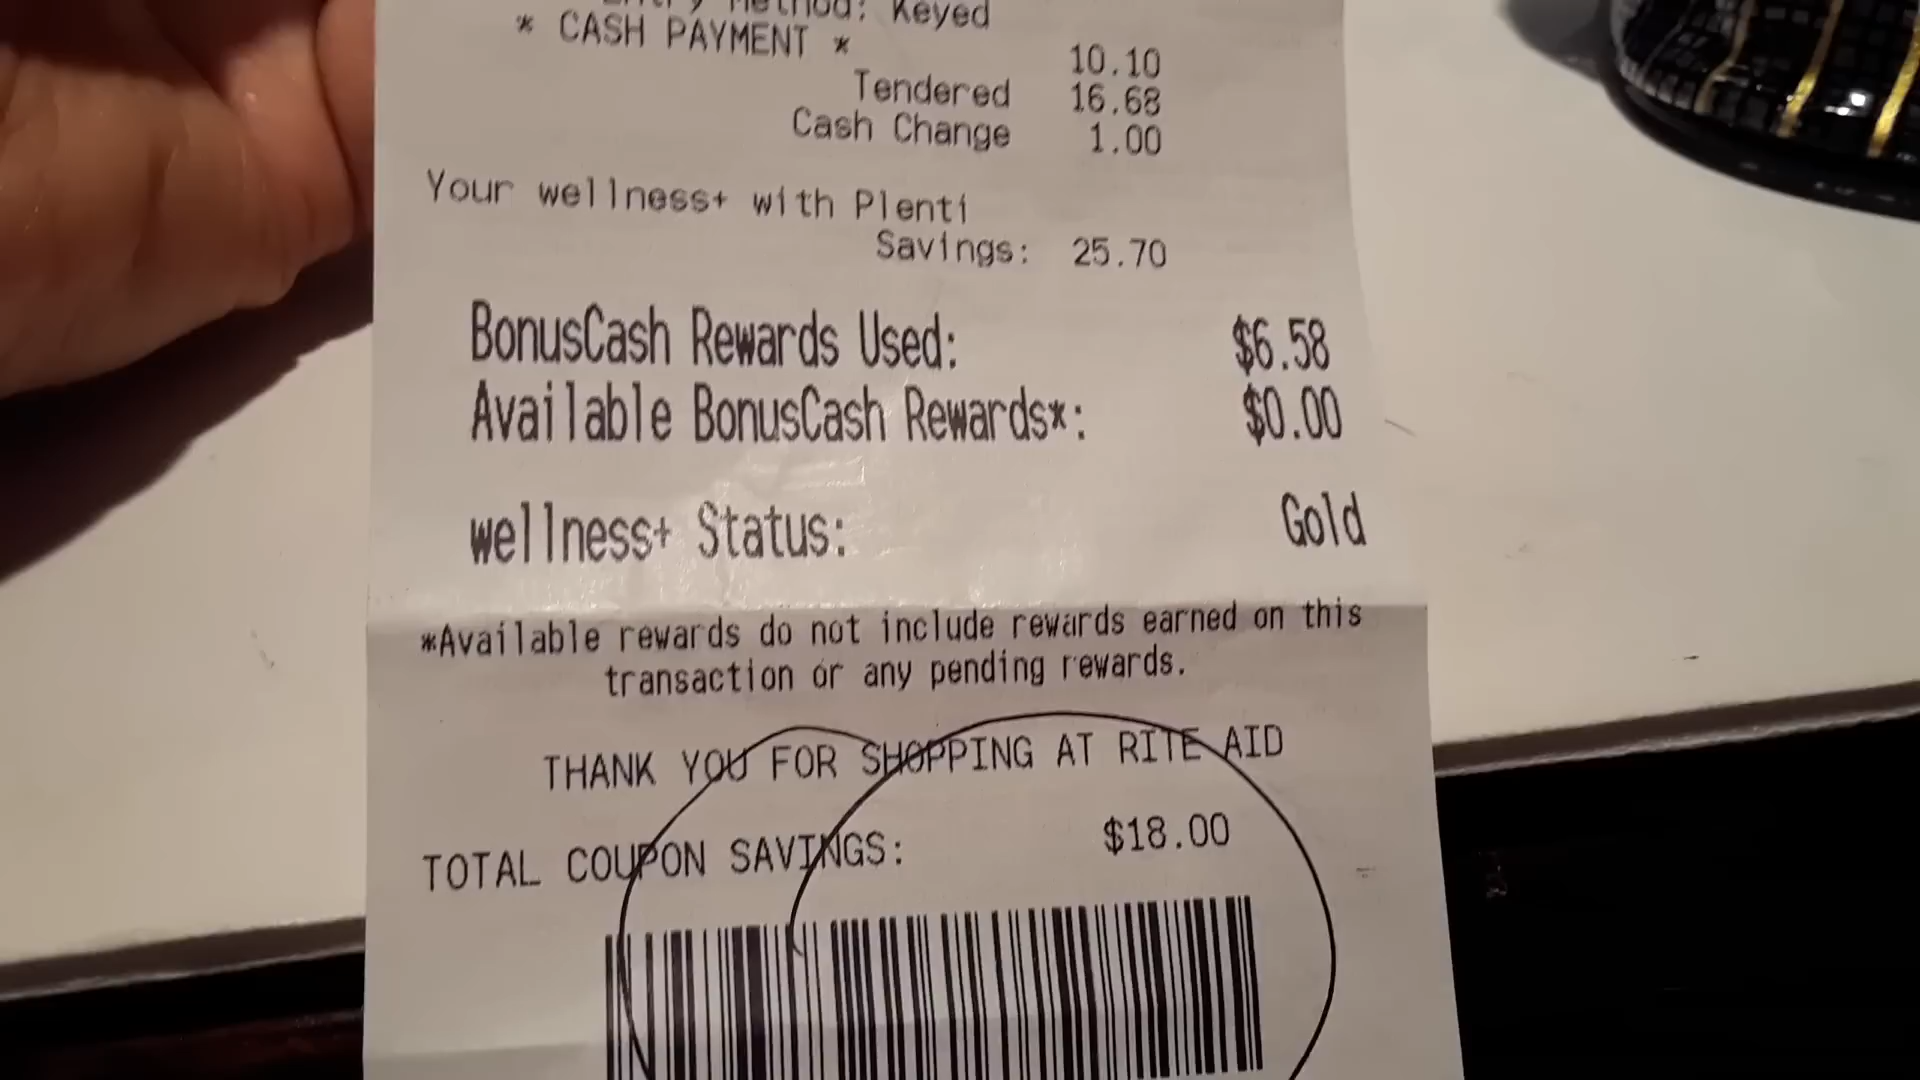 Entry Method: Keyed
* CASH PAYMENT * 10.10
Tendered 16.68
Cash Change 1.00
Your wellness+ with Plenti
Savings: 25.70
BonusCash Rewards Used: $6.58
Available BonusCash Rewards*: $0.00
wellness+ Status: Gold
*Available rewards do not include rewards earned on this
transaction or any pending rewards.
THANK YOU FOR SHOPPING AT RITE AID
TOTAL COUPON SAVINGS: $18.00